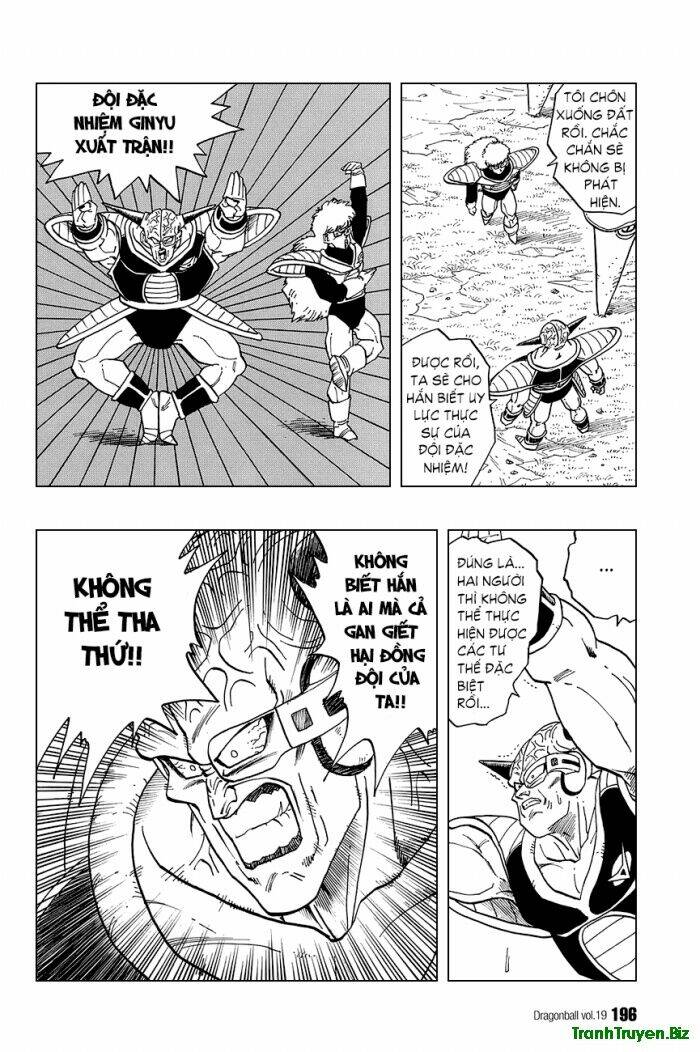 TÔI CHÔN
XUỐNG ĐẤT
RỒI. CHẮC
CHẮN SẼ
KHÔNG BỊ
PHÁT
HIỆN.
ĐƯỢC RỒI,
TA SẼ CHO
HẮN BIẾT UY
LỰC THỰC
SỰ CỦA
ĐỘI ĐẶC
NHIỆM!
ĐỘI ĐẶC
NHIỆM GINYU
XUẤT TRẬN!!
...
ĐÚNG LÀ...
HAI NGƯỜI
THÌ KHÔNG
THỂ THỰC
HIỆN ĐƯỢC
CÁC TƯ
THẾ ĐẶC
BIỆT
RỒI...
KHÔNG
BIẾT HẮN
LÀ AI MÀ CẢ
GAN GIẾT
HẠI ĐỒNG
ĐỘI CỦA
TA!!
KHÔNG
THỂ THA
THỨ!!
Dragonball vol.19 196
TranhTruyen.Biz